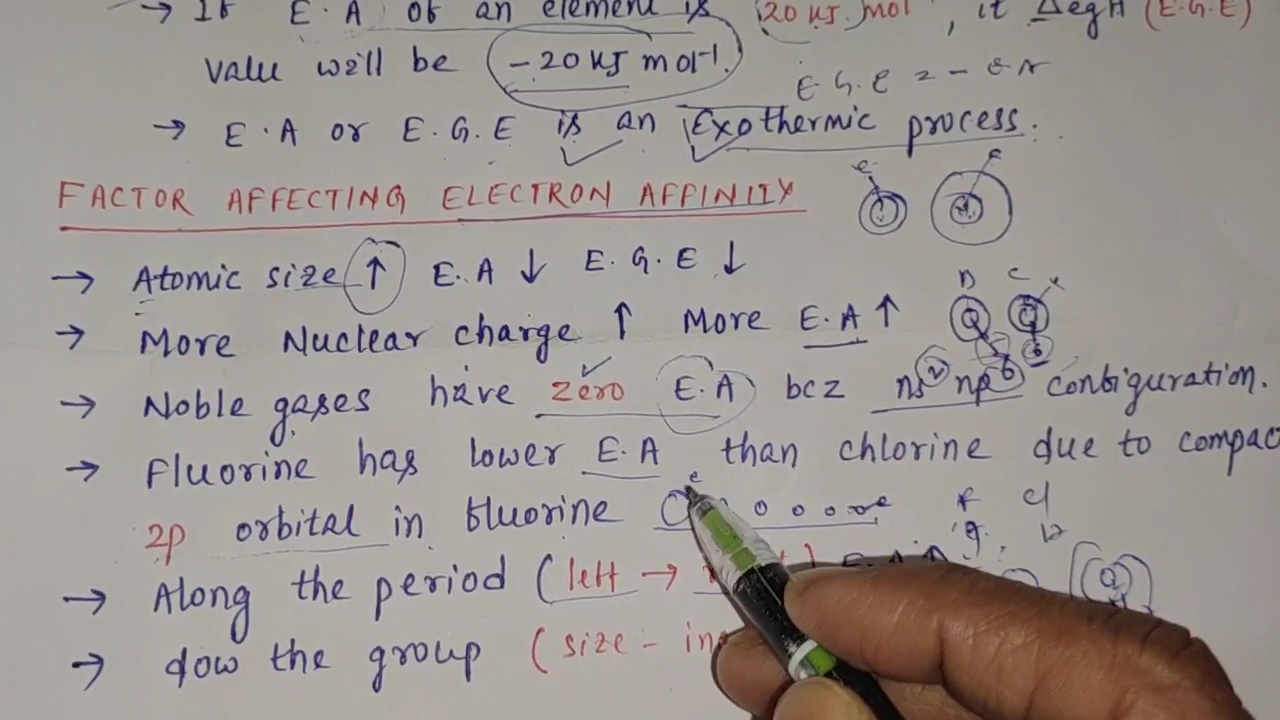 → If E.A of an element is 20 KJ mol⁻, it ΔegH (E.G.E)
value will be -20 KJ mol-1.
E.G.E = -
→ E.A or E.G.E is an Exothermic process.
FACTOR AFFECTING ELECTRON AFFINITY
→ Atomic size ↑ E.A ↓ E.G.E ↓
→ More Nuclear charge ↑ More E.A ↑
→ Noble gases have zero E.A bcz ns² np⁶ configuration.
→ Fluorine has lower E.A than chlorine due to compac
2p orbital in fluorine
F Cl
9
→ Along the period (left →
→ dow the group (size - in